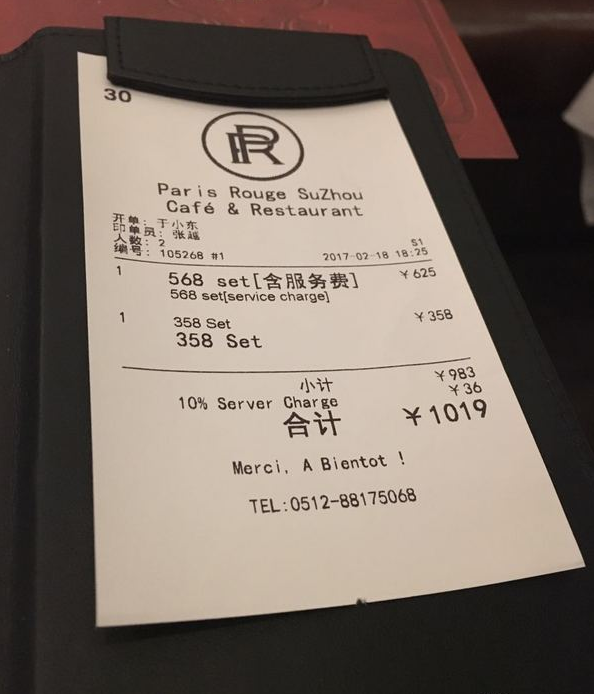 30
PR
Paris Rouge SuZhou
Café & Restaurant
开单: 于小东
印单员: 张越
人数: 2
S1
编号: 105268 #1 2017-02-18 18:25
1 568 set[含服务费] ¥625
568 set[service charge]
1 358 Set ¥358
358 Set
小计 ¥983
10% Server Charge ¥36
合计 ¥1019
Merci, A Bientot !
TEL:0512-88175068